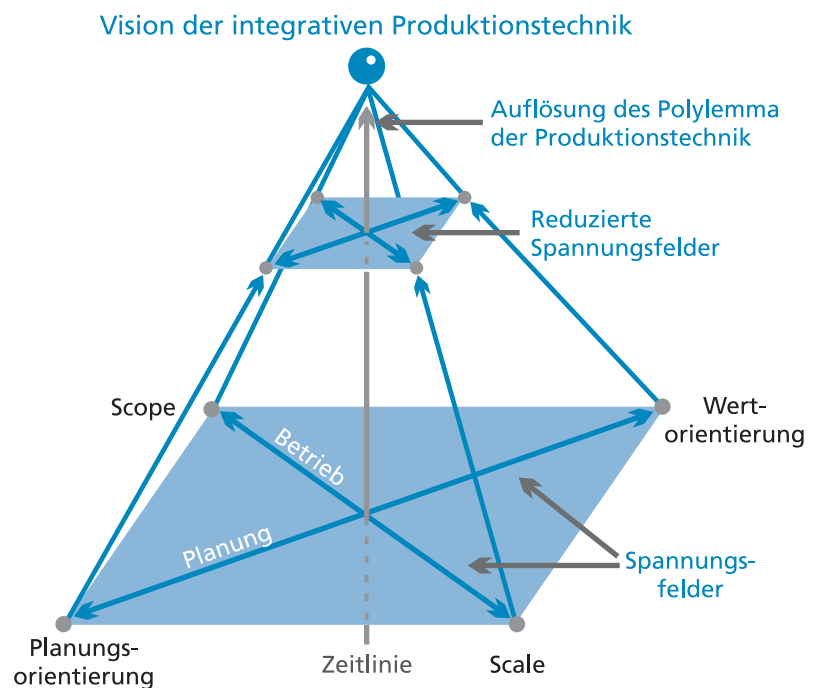 Vision der integrativen Produktionstechnik
Auflösung des Polylemma
der Produktionstechnik
Reduzierte
Spannungsfelder
Scope
Wert-
orientierung
Betrieb
Planung
Spannungs-
felder
Planungs-
orientierung
Zeitlinie
Scale